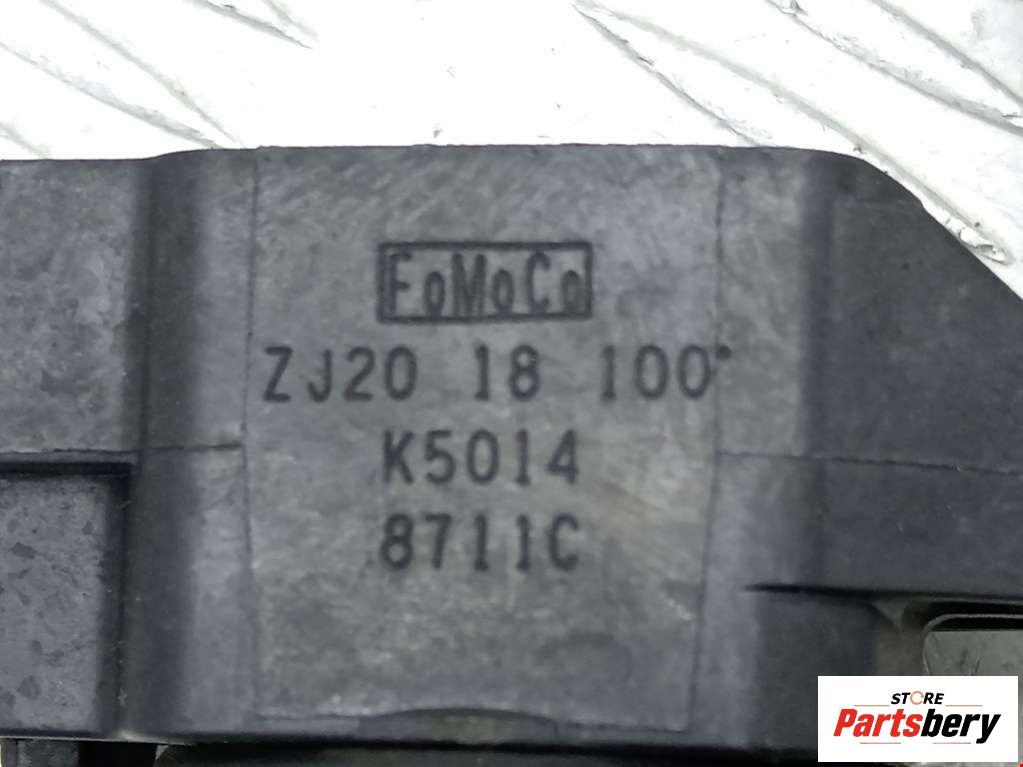 FoMoCo
ZJ20 18 100
K5014
8711C
STORE
Partsbery